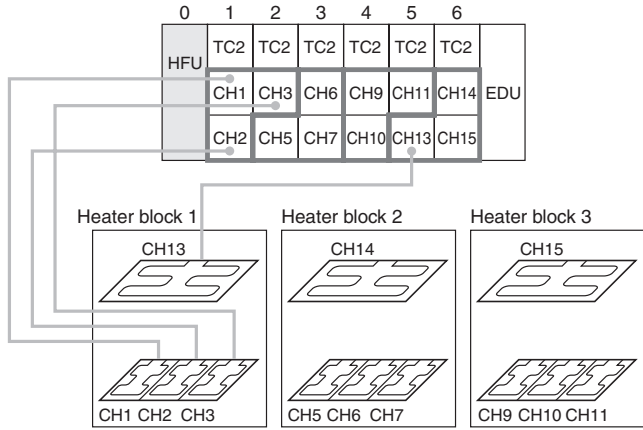 0 1 2 3 4 5 6
HFU TC2 TC2 TC2 TC2 TC2 TC2 EDU
CH1 CH3 CH6 CH9 CH11 CH14
CH2 CH5 CH7 CH10 CH13 CH15
Heater block 1 Heater block 2 Heater block 3
CH13 CH14 CH15
CH1 CH2 CH3 CH5 CH6 CH7 CH9 CH10 CH11